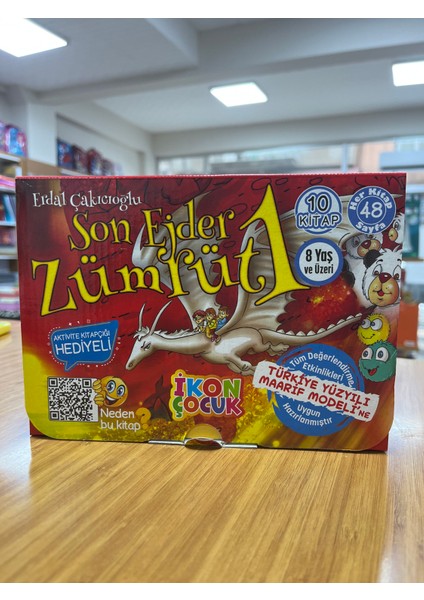 Erdal Çakıcıoğlu
Son Ejder
Zümrüt 1
10
KİTAP
Her Kitap
48
Sayfa
8 Yaş
ve Üzeri
AKTİVİTE KİTAPÇIĞI
HEDİYELİ
Neden
bu kitap
?
İKON
ÇOCUK
Tüm değerlendirme
Etkinlikleri
TÜRKİYE YÜZYILI
MAARİF MODELİ'NE
Uygun
Hazırlanmıştır